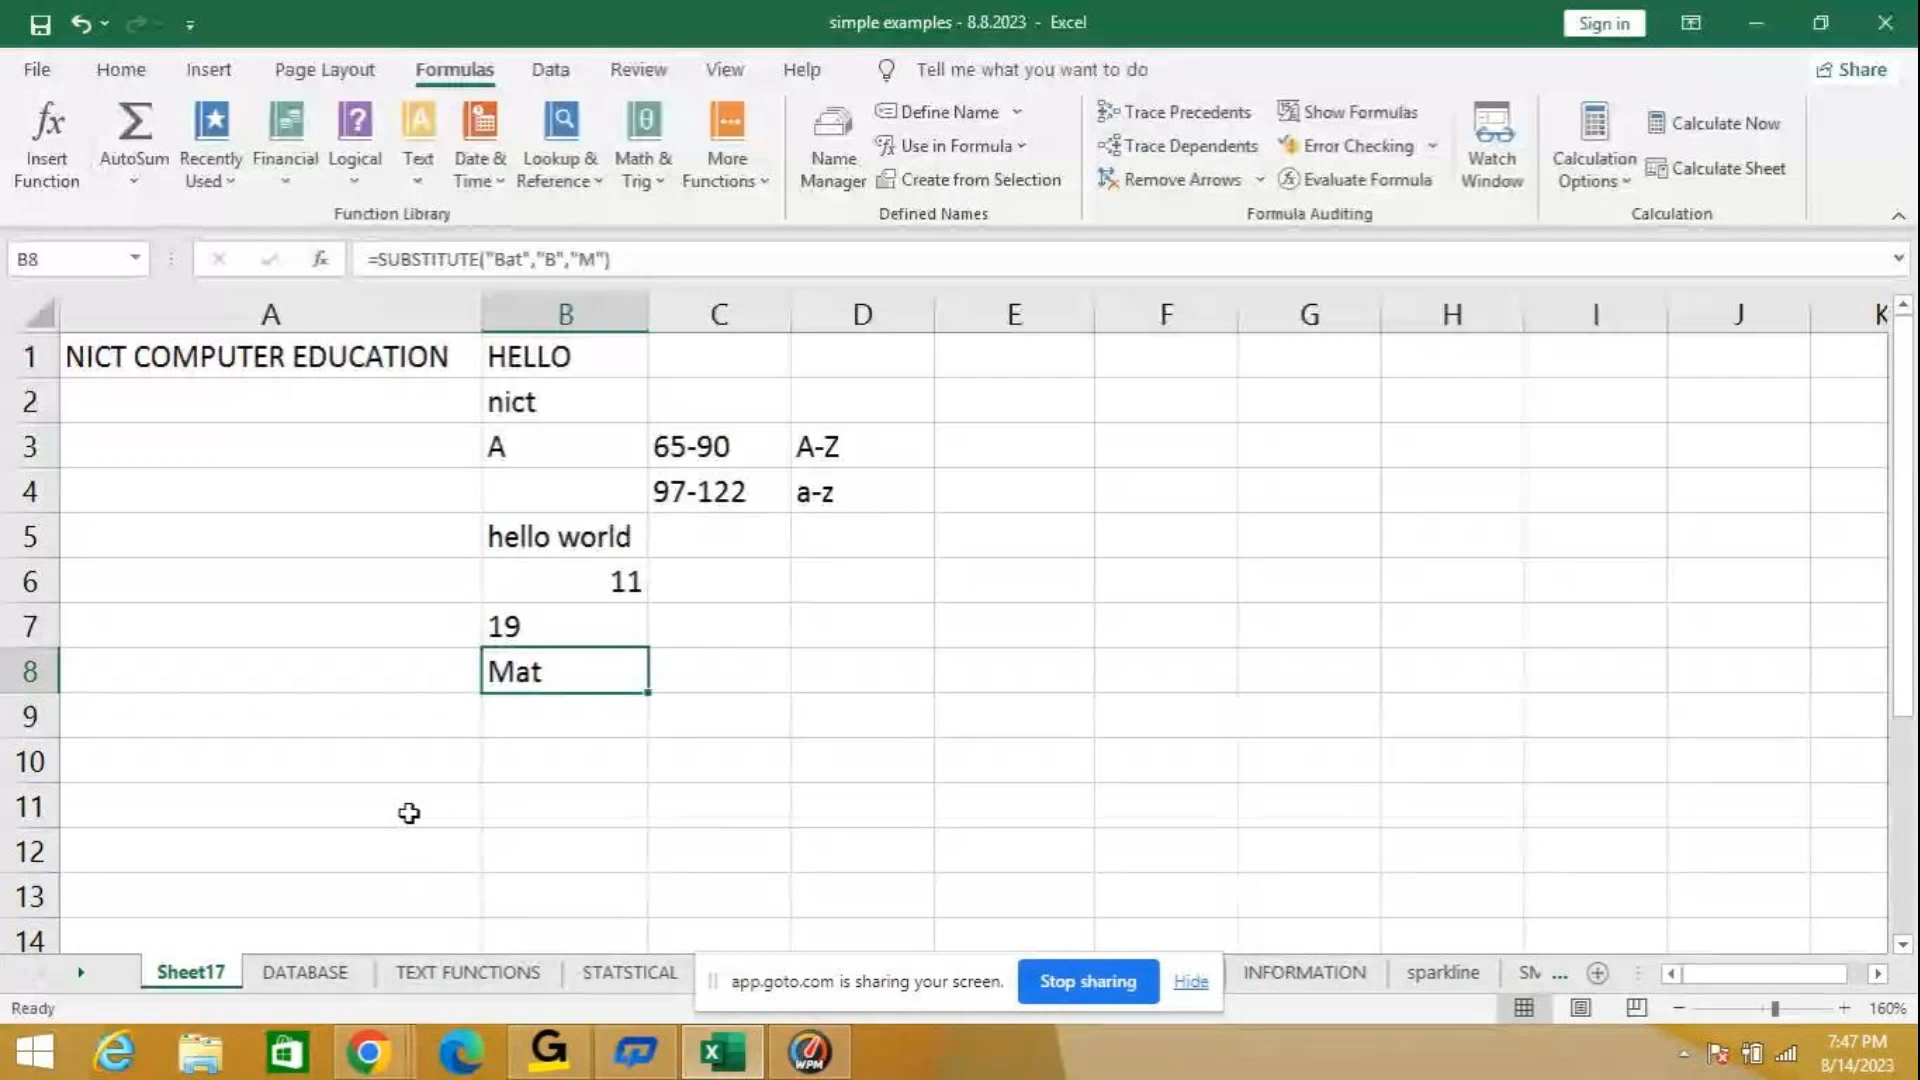 simple examples - 8.8.2023 - Excel
Sign in
File Home Insert Page Layout Formulas Data Review View Help Tell me what you want to do Share
fx Insert Function
Σ AutoSum
Recently Used
Financial
Logical
Text
Date & Time
Lookup & Reference
Math & Trig
More Functions
Function Library
Name Manager
Define Name
Use in Formula
Create from Selection
Defined Names
Trace Precedents
Trace Dependents
Remove Arrows
Show Formulas
Error Checking
Evaluate Formula
Formula Auditing
Watch Window
Calculation Options
Calculate Now
Calculate Sheet
Calculation
B8 fx =SUBSTITUTE("Bat","B","M")
A B C D E F G H I J K
1 NICT COMPUTER EDUCATION HELLO
2 nict
3 A 65-90 A-Z
4 97-122 a-z
5 hello world
6 11
7 19
8 Mat
9
10
11
12
13
14
Sheet17 DATABASE TEXT FUNCTIONS STATSTICAL INFORMATION sparkline SM ...
app.goto.com is sharing your screen. Stop sharing Hide
Ready 160%
WPM
7:47 PM
8/14/2023